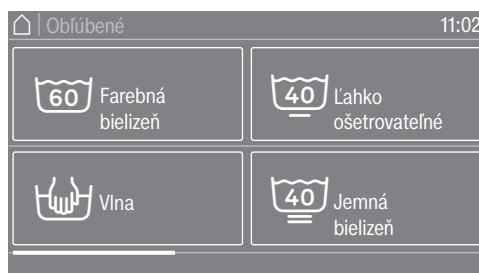 Obľúbené
11:02
60
Farebná
bielizeň
40
Ľahko
ošetrovateľné
Vlna
40
Jemná
bielizeň